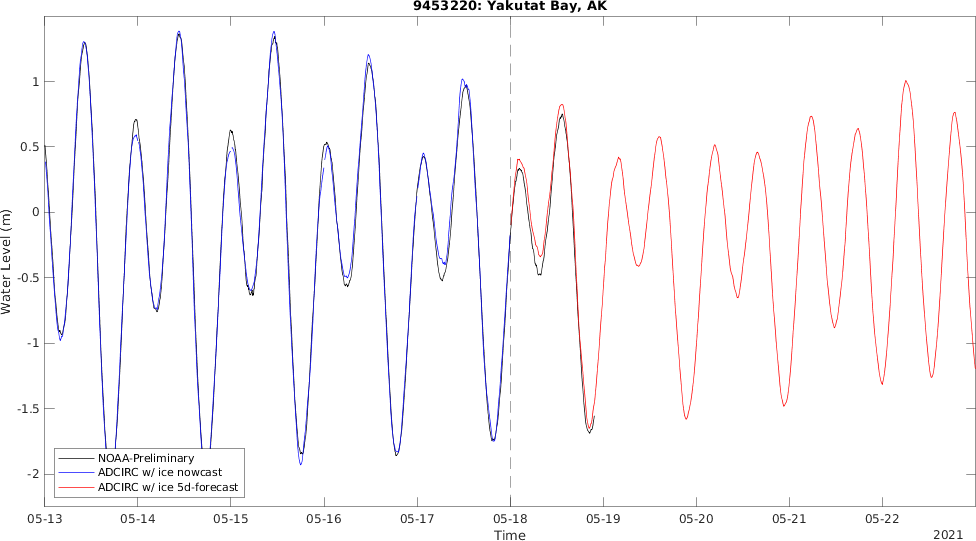 9453220: Yakutat Bay, AK
Water Level (m)
1
0.5
0
-0.5
-1
-1.5
-2
NOAA-Preliminary
ADCIRC w/ ice nowcast
ADCIRC w/ ice 5d-forecast
05-13 05-14 05-15 05-16 05-17 05-18 05-19 05-20 05-21 05-22
Time
2021